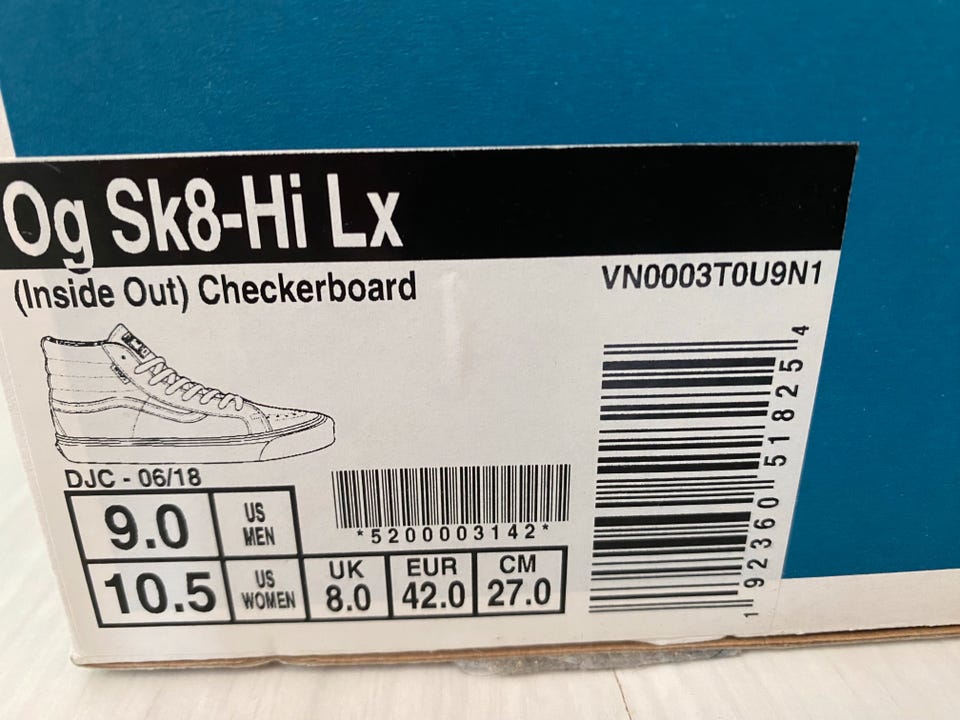 Og Sk8-Hi Lx
(Inside Out) Checkerboard
VN0003T0U9N1
DJC - 06/18
9.0 US MEN
10.5 US WOMEN
*5200003142*
UK 8.0
EUR 42.0
CM 27.0
1 92360 51825 4